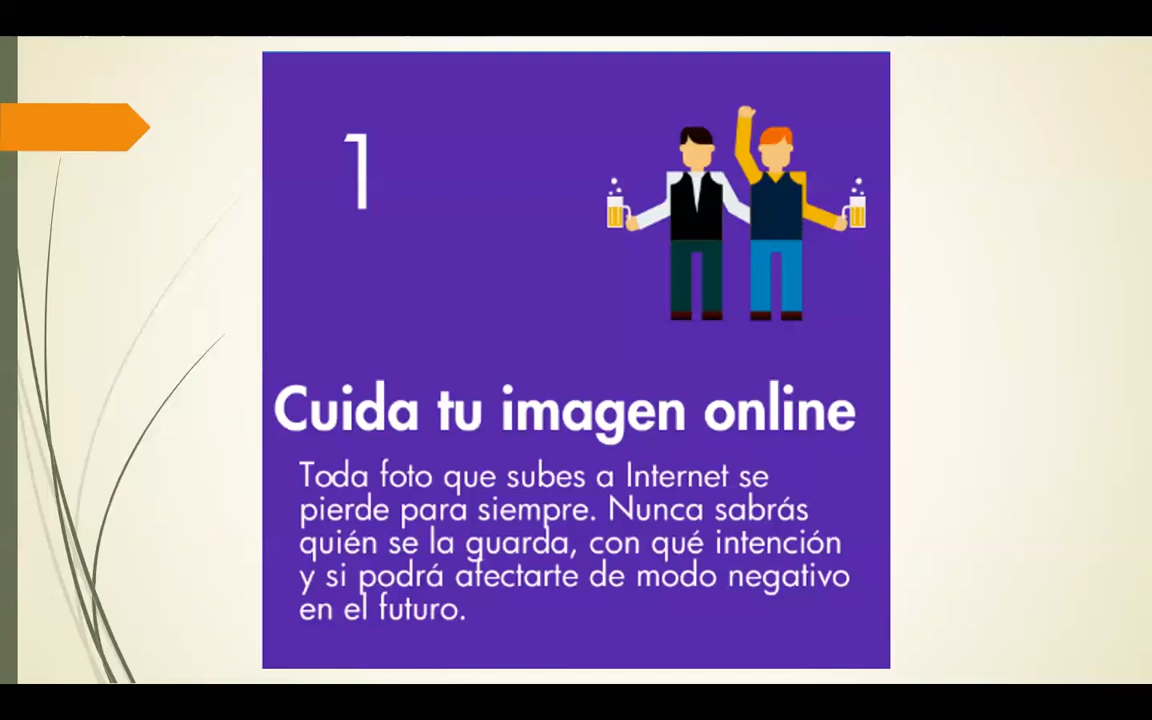 1
Cuida tu imagen online
Toda foto que subes a Internet se
pierde para siempre. Nunca sabrás
quién se la guarda, con qué intención
y si podrá afectarte de modo negativo
en el futuro.